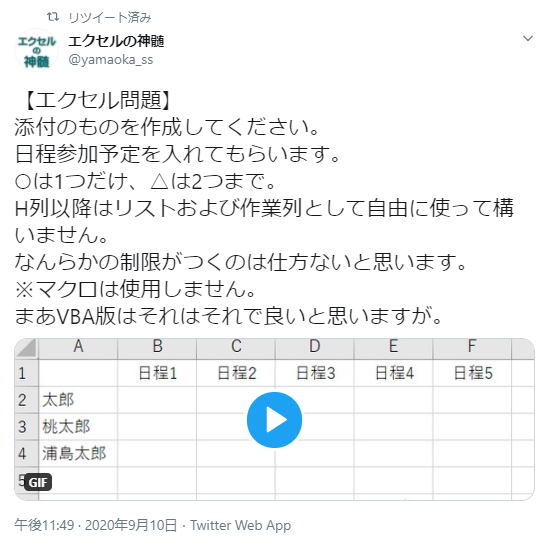 リツイート済み
エクセルの神髄
エクセル
の
神髄
@yamaoka_ss
【エクセル問題】
添付のものを作成してください。
日程参加予定を入れてもらいます。
○は1つだけ、△は2つまで。
H列以降はリストおよび作業列として自由に使って構
いません。
なんらかの制限がつくのは仕方ないと思います。
※マクロは使用しません。
まあVBA版はそれはそれで良いと思いますが。
A B C D E F
1 日程1 日程2 日程3 日程4 日程5
2 太郎
3 桃太郎
4 浦島太郎
5
GIF
午後11:49 · 2020年9月10日 · Twitter Web App